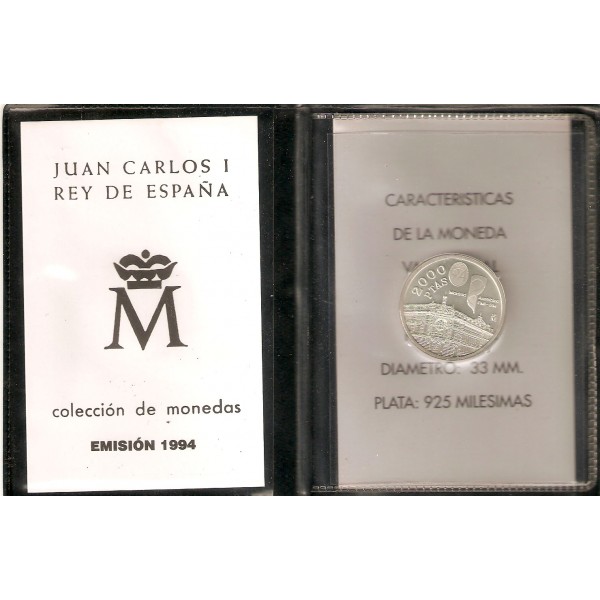 JUAN CARLOS I
REY DE ESPAÑA
M
colección de monedas
EMISIÓN 1994
CARACTERISTICAS
DE LA MONEDA
2000
PTAS
DIAMETRO: 33 MM.
PLATA: 925 MILESIMAS